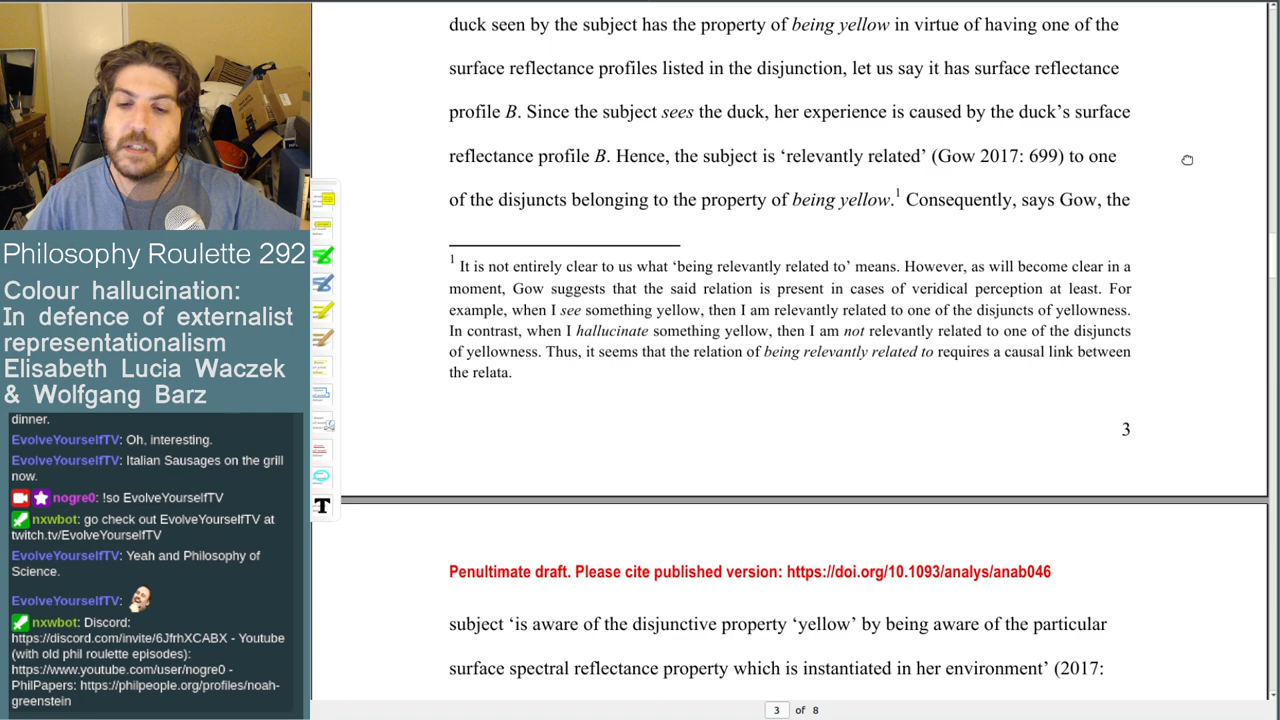 duck seen by the subject has the property of being yellow in virtue of having one of the
surface reflectance profiles listed in the disjunction, let us say it has surface reflectance
profile B. Since the subject sees the duck, her experience is caused by the duck's surface
reflectance profile B. Hence, the subject is ‘relevantly related’ (Gow 2017: 699) to one
of the disjuncts belonging to the property of being yellow.1 Consequently, says Gow, the
1 It is not entirely clear to us what ‘being relevantly related to’ means. However, as will become clear in a
moment, Gow suggests that the said relation is present in cases of veridical perception at least. For
example, when I see something yellow, then I am relevantly related to one of the disjuncts of yellowness.
In contrast, when I hallucinate something yellow, then I am not relevantly related to one of the disjuncts
of yellowness. Thus, it seems that the relation of being relevantly related to requires a causal link between
the relata.
3
Penultimate draft. Please cite published version: https://doi.org/10.1093/analys/anab046
subject ‘is aware of the disjunctive property ‘yellow’ by being aware of the particular
surface spectral reflectance property which is instantiated in her environment’ (2017:
3 of 8
Philosophy Roulette 292
Colour hallucination:
In defence of externalist
representationalism
Elisabeth Lucia Waczek
& Wolfgang Barz
dinner.
EvolveYourselfTV: Oh, interesting.
EvolveYourselfTV: Italian Sausages on the grill
now.
nogre0: !so EvolveYourselfTV
nxwbot: go check out EvolveYourselfTV at
twitch.tv/EvolveYourselfTV
EvolveYourselfTV: Yeah and Philosophy of
Science.
EvolveYourselfTV:
nxwbot: Discord:
https://discord.com/invite/6JfrhXCABX - Youtube
(with old phil roulette episodes):
https://www.youtube.com/user/nogre0 -
PhilPapers: https://philpeople.org/profiles/noah-
greenstein
T